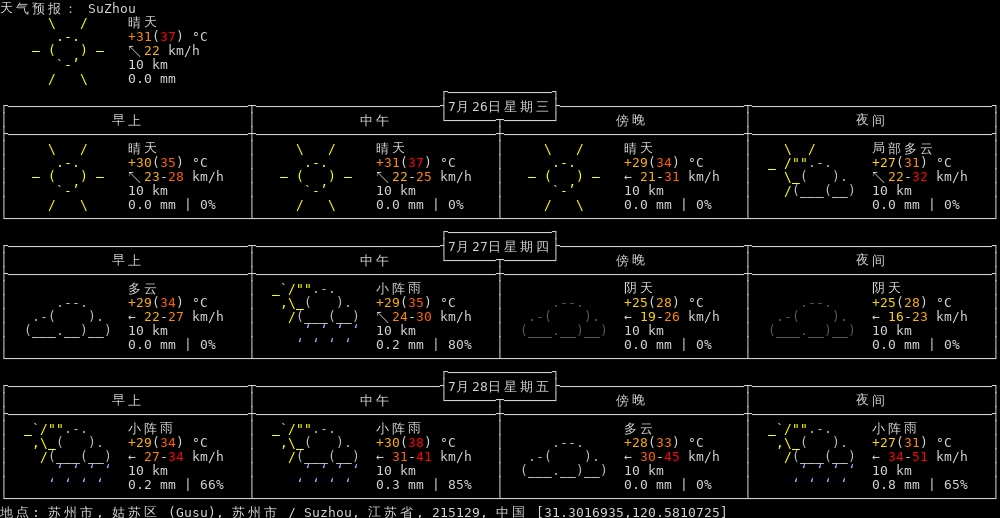 天气预报： SuZhou
晴天
+31(37) °C
↖ 22 km/h
10 km
0.0 mm
7月26日星期三
早上 中午 傍晚 夜间
晴天 晴天 晴天 局部多云
+30(35) °C +31(37) °C +29(34) °C +27(31) °C
↖ 23-28 km/h ↖ 22-25 km/h ← 21-31 km/h ↖ 22-32 km/h
10 km 10 km 10 km 10 km
0.0 mm | 0% 0.0 mm | 0% 0.0 mm | 0% 0.0 mm | 0%
7月27日星期四
早上 中午 傍晚 夜间
多云 小阵雨 阴天 阴天
+29(34) °C +29(35) °C +25(28) °C +25(28) °C
← 22-27 km/h ↖ 24-30 km/h ← 19-26 km/h ← 16-23 km/h
10 km 10 km 10 km 10 km
0.0 mm | 0% 0.2 mm | 80% 0.0 mm | 0% 0.0 mm | 0%
7月28日星期五
早上 中午 傍晚 夜间
小阵雨 小阵雨 多云 小阵雨
+29(34) °C +30(38) °C +28(33) °C +27(31) °C
← 27-34 km/h ← 31-41 km/h ← 30-45 km/h ← 34-51 km/h
10 km 10 km 10 km 10 km
0.2 mm | 66% 0.3 mm | 85% 0.0 mm | 0% 0.8 mm | 65%
地点: 苏州市, 姑苏区 (Gusu), 苏州市 / Suzhou, 江苏省, 215129, 中国 [31.3016935,120.5810725]